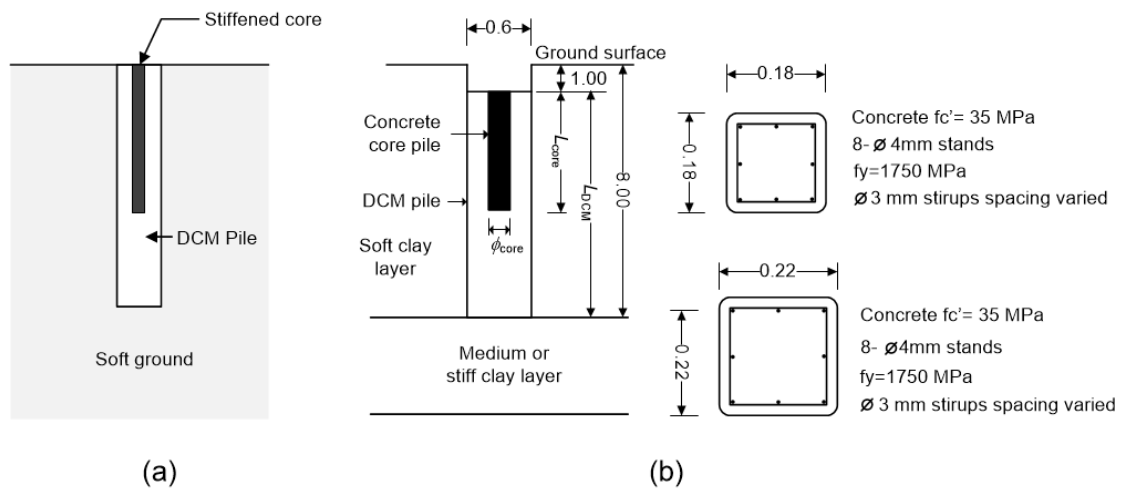 Stiffened core
DCM Pile
Soft ground
(a)
0.6
Ground surface
1.00
Concrete
core pile
Lcore
LDCM
8.00
DCM pile
ϕcore
Soft clay
layer
Medium or
stiff clay layer
0.18
0.18
Concrete fc'= 35 MPa
8- Ø 4mm stands
fy=1750 MPa
Ø 3 mm stirups spacing varied
0.22
0.22
Concrete fc'= 35 MPa
8- Ø4mm stands
fy=1750 MPa
Ø 3 mm stirups spacing varied
(b)